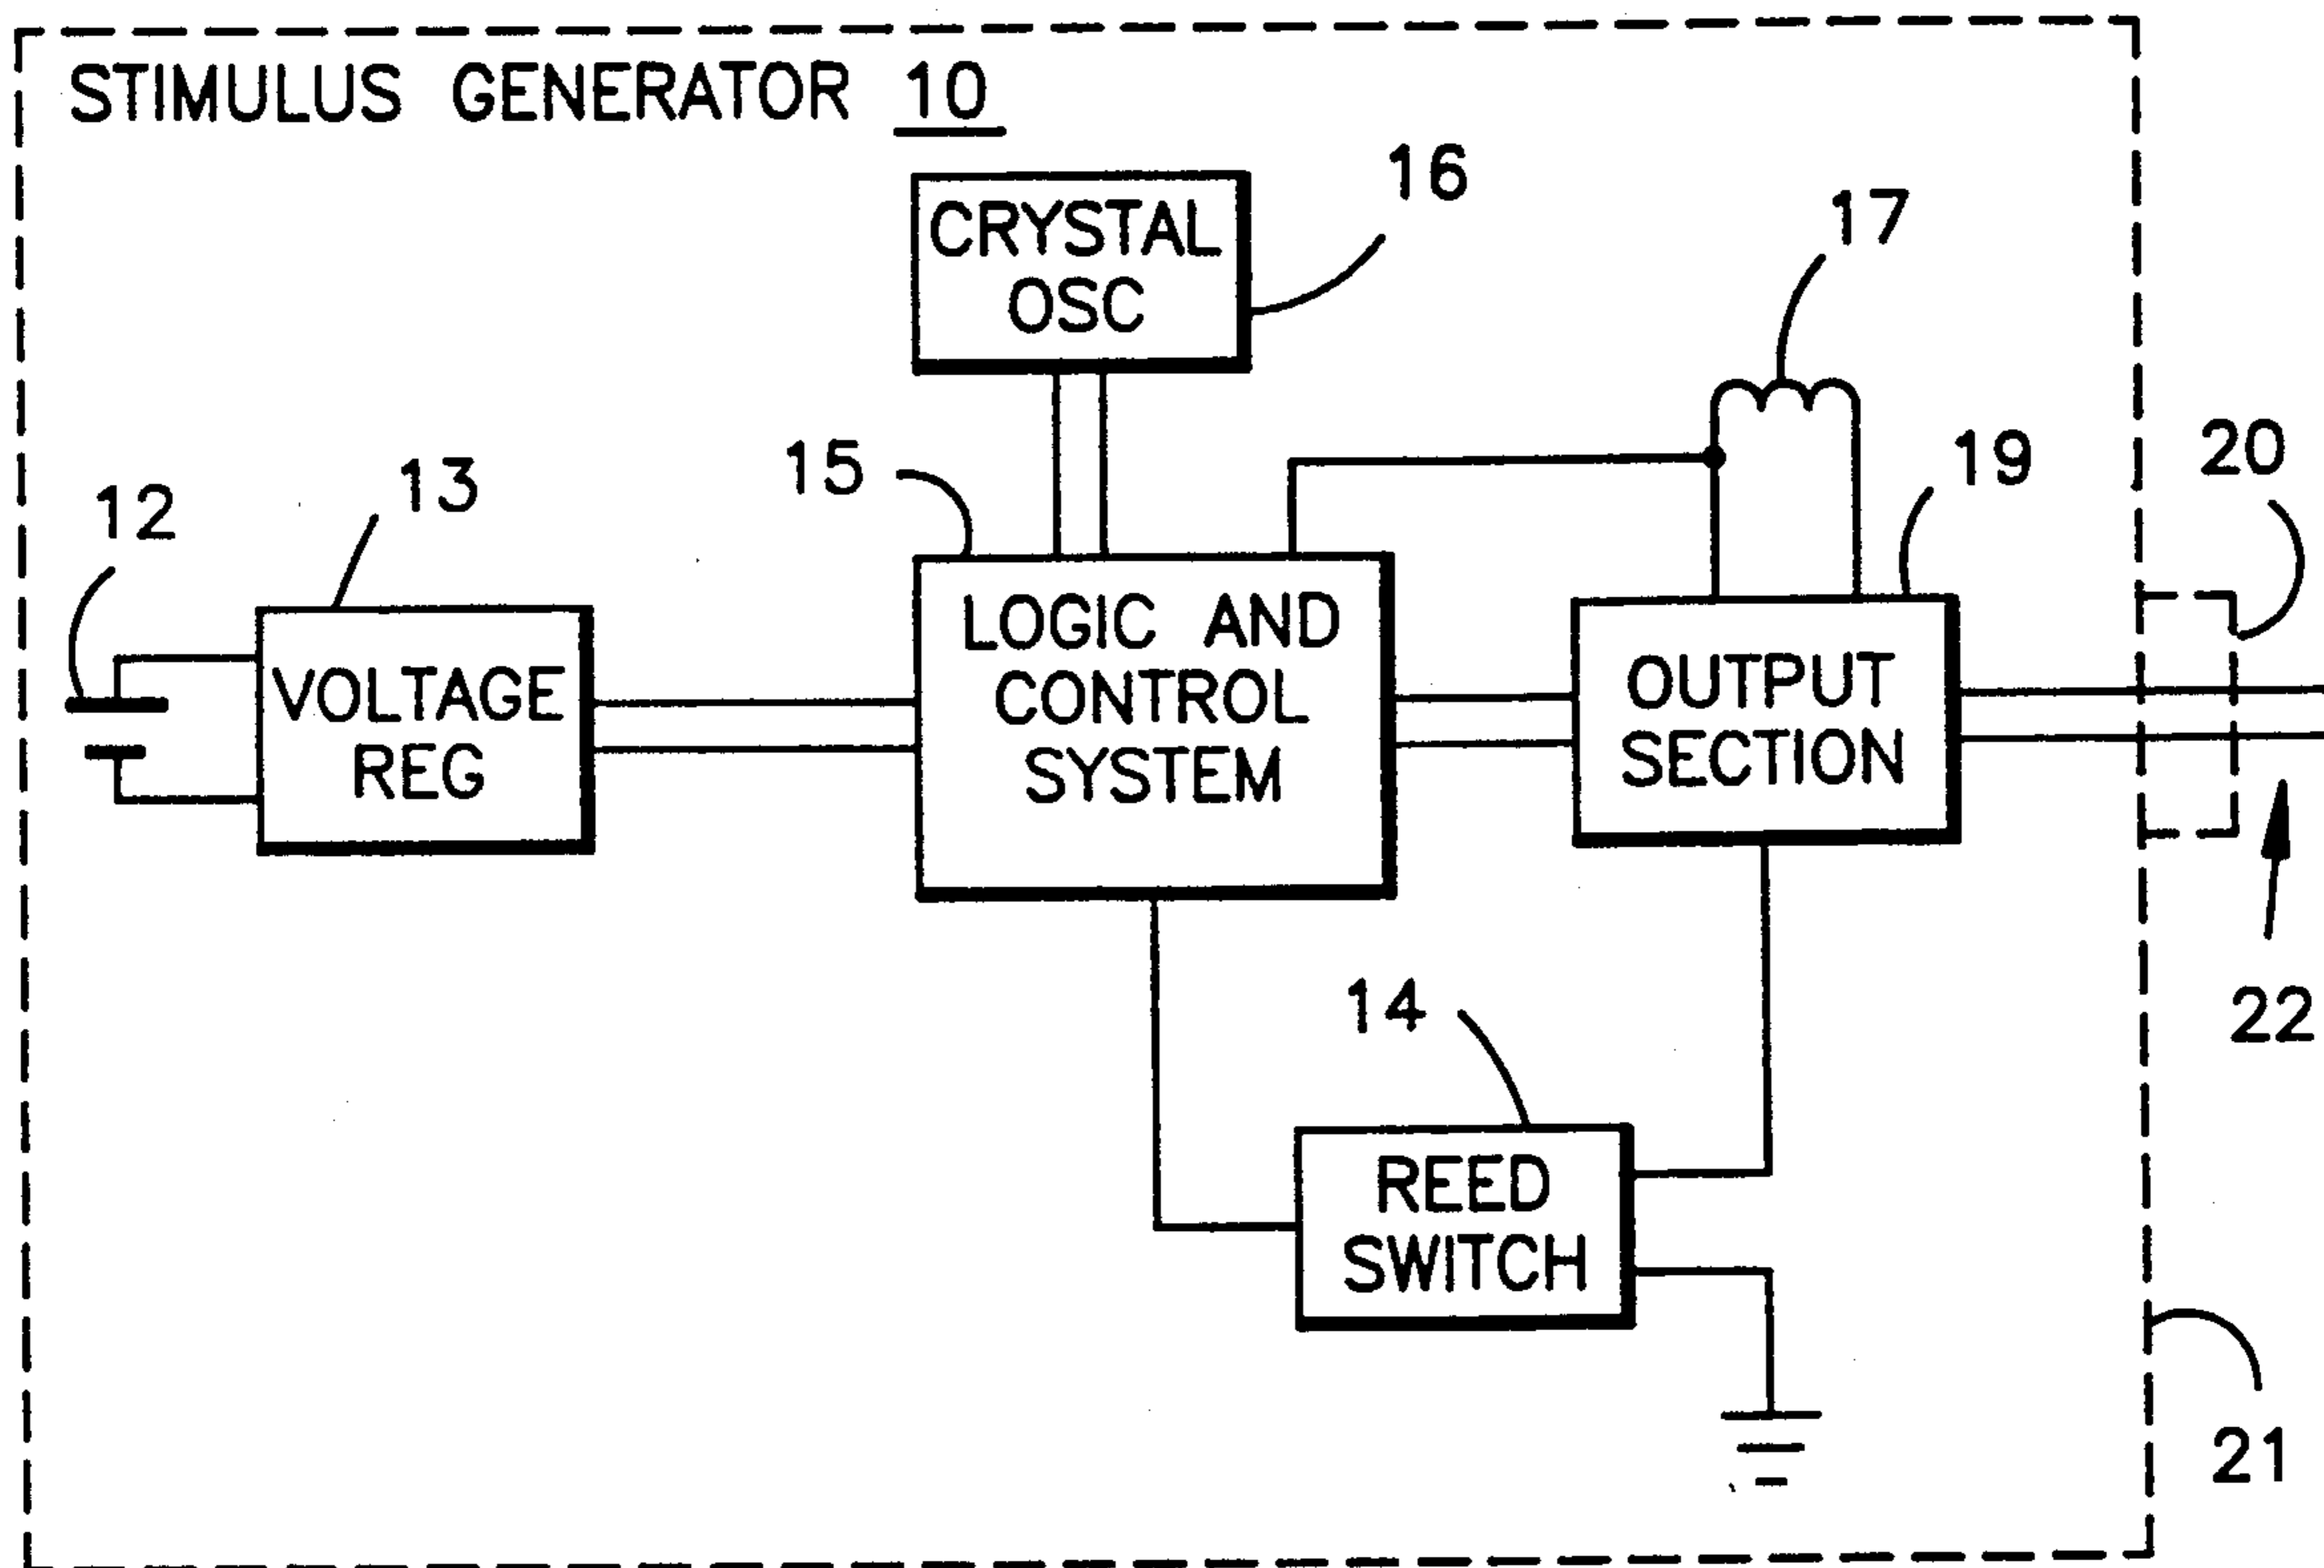 STIMULUS GENERATOR 10
16
CRYSTAL
OSC
17
15
13
12
19
20
VOLTAGE
REG
LOGIC AND
CONTROL
SYSTEM
OUTPUT
SECTION
22
14
REED
SWITCH
21